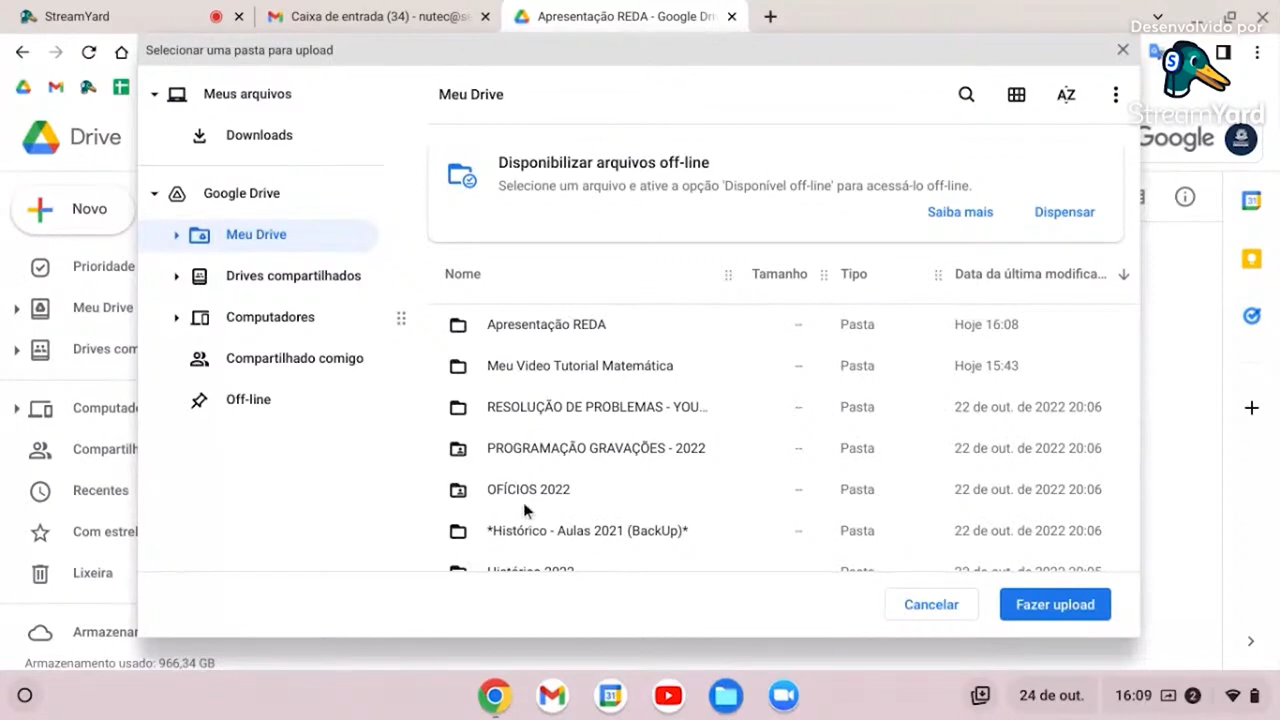 StreamYard
Caixa de entrada (34) - nutec@s
Apresentação REDA - Google Dri
Desenvolvido por
StreamYard
Selecionar uma pasta para upload
Drive
Google
Novo
Prioridade
Meu Drive
Drives com
Computad
Compartilh
Recentes
Com estrel
Lixeira
Armazenar
Armazenamento usado: 966,34 GB
Meus arquivos
Downloads
Google Drive
Meu Drive
Drives compartilhados
Computadores
Compartilhado comigo
Off-line
Meu Drive
AZ
Disponibilizar arquivos off-line
Selecione um arquivo e ative a opção 'Disponível off-line' para acessá-lo off-line.
Saiba mais Dispensar
Nome Tamanho Tipo Data da última modifica...
Apresentação REDA -- Pasta Hoje 16:08
Meu Video Tutorial Matemática -- Pasta Hoje 15:43
RESOLUÇÃO DE PROBLEMAS - YOU... -- Pasta 22 de out. de 2022 20:06
PROGRAMAÇÃO GRAVAÇÕES - 2022 -- Pasta 22 de out. de 2022 20:06
OFÍCIOS 2022 -- Pasta 22 de out. de 2022 20:06
*Histórico - Aulas 2021 (BackUp)* -- Pasta 22 de out. de 2022 20:06
Cancelar Fazer upload
31
31
24 de out. 16:09 2